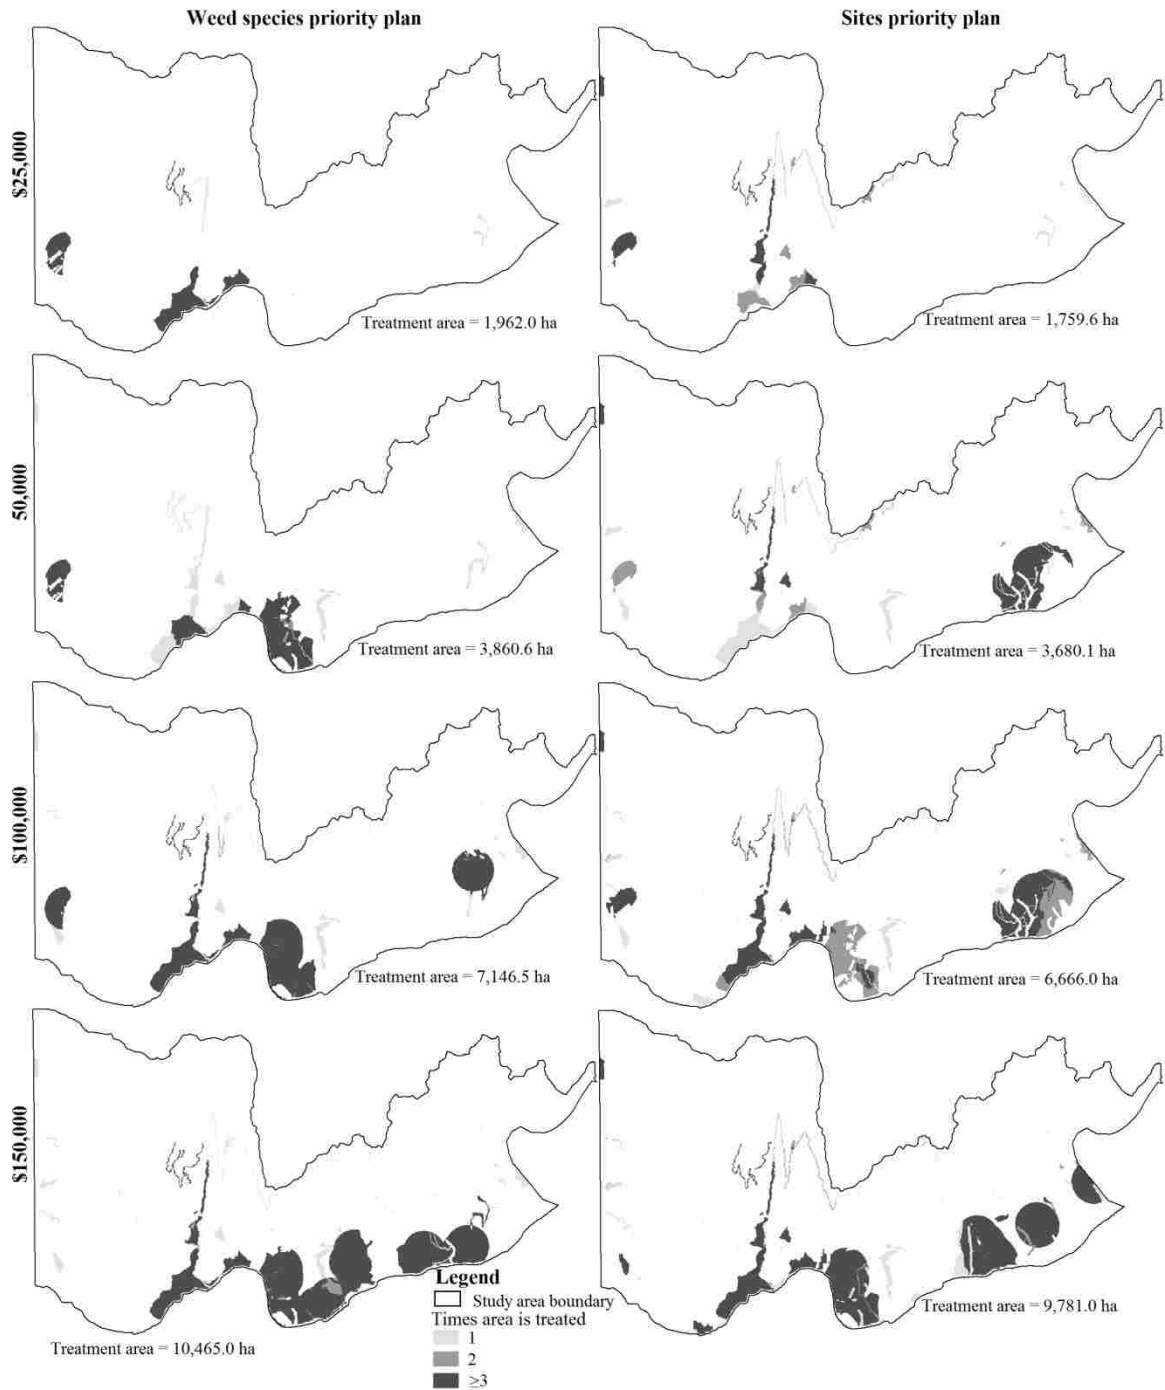 Weed species priority plan
Sites priority plan
$25,000
Treatment area = 1,962.0 ha
Treatment area = 1,759.6 ha
50,000
Treatment area = 3,860.6 ha
Treatment area = 3,680.1 ha
$100,000
Treatment area = 7,146.5 ha
Treatment area = 6,666.0 ha
$150,000
Treatment area = 10,465.0 ha
Treatment area = 9,781.0 ha
Legend
Study area boundary
Times area is treated
1
2
≥3